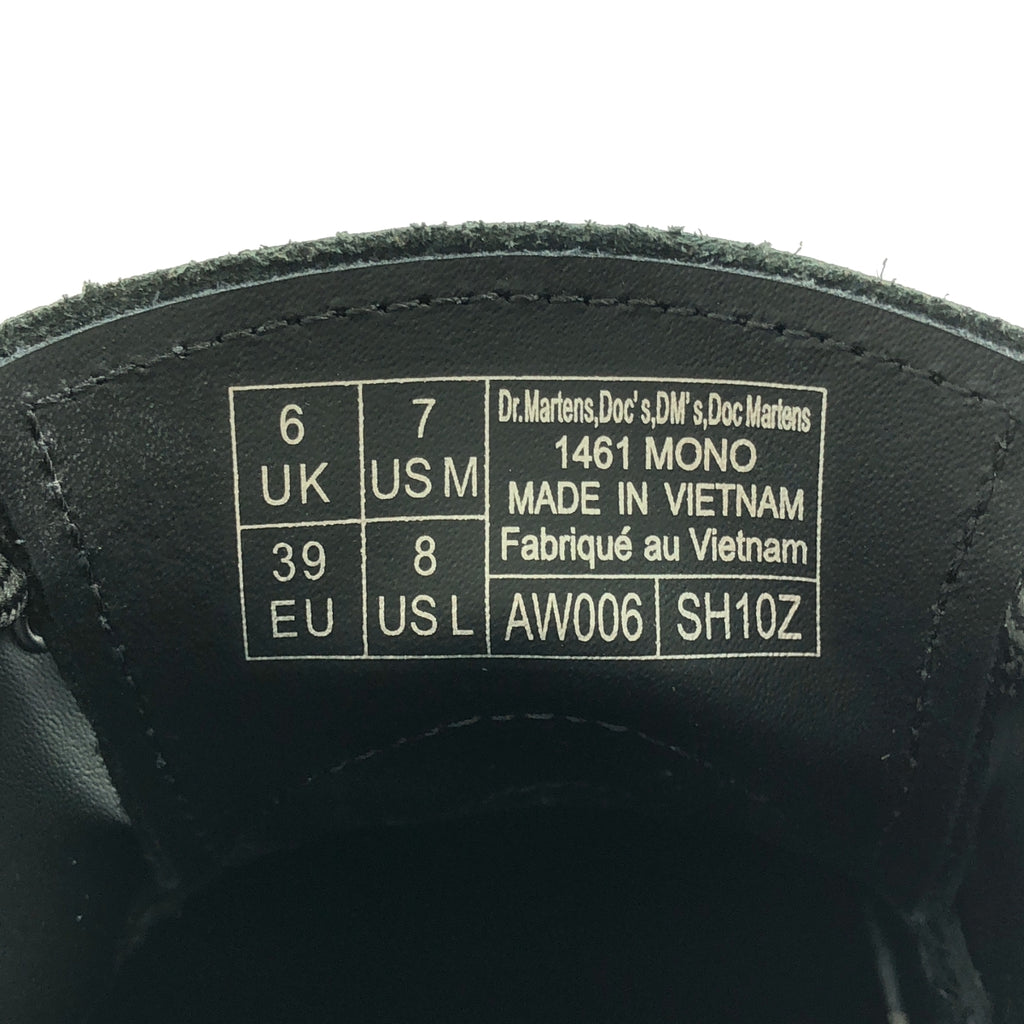 6
UK
7
US M
39
EU
8
US L
Dr.Martens,Doc's,DM's,Doc Martens
1461 MONO
MADE IN VIETNAM
Fabriqué au Vietnam
AW006
SH10Z